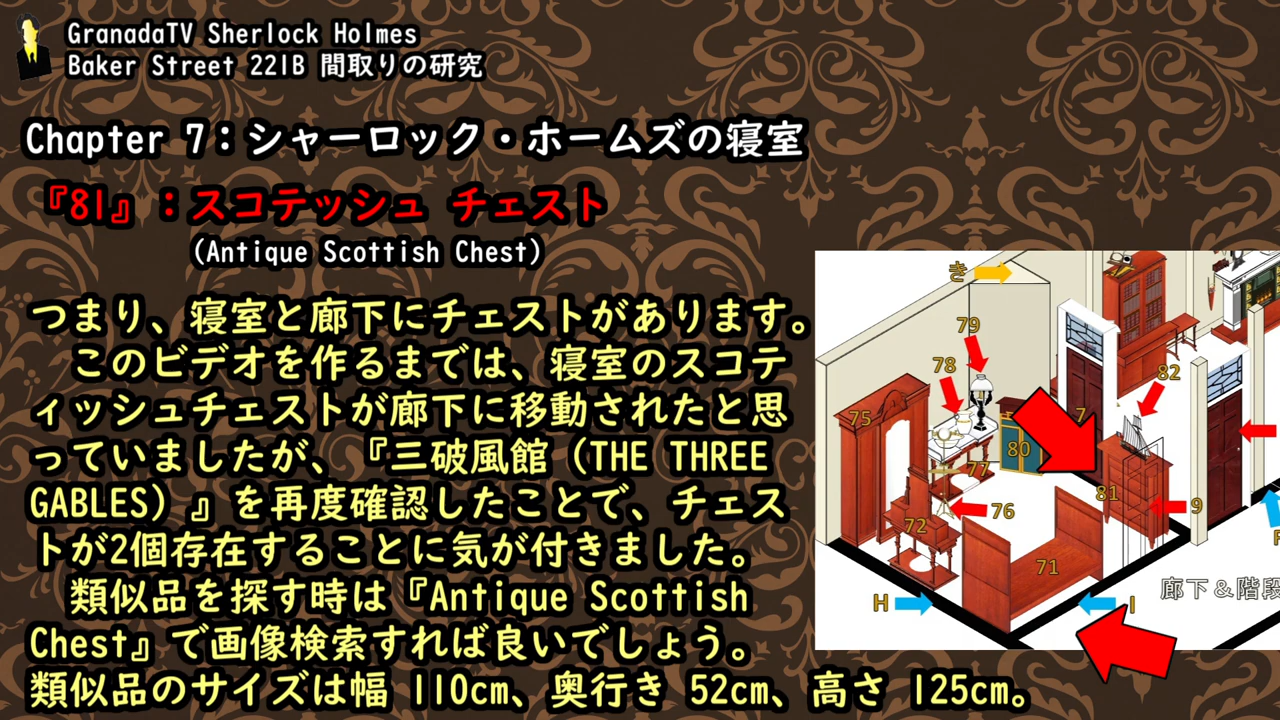 GranadaTV Sherlock Holmes
Baker Street 221B 間取りの研究
Chapter 7：シャーロック・ホームズの寝室
『81』：スコテッシュ チェスト
(Antique Scottish Chest)
つまり、寝室と廊下にチェストがあります。
このビデオを作るまでは、寝室のスコテ
ィッシュチェストが廊下に移動されたと思
っていましたが、『三破風館（THE THREE
GABLES）』を再度確認したことで、チェス
トが2個存在することに気が付きました。
類似品を探す時は『Antique Scottish
Chest』で画像検索すれば良いでしょう。
類似品のサイズは幅 110cm、奥行き 52cm、高さ 125cm。
き
79
78
82
75
7
80
77
81
9
76
72
71
H
I
廊下＆階段